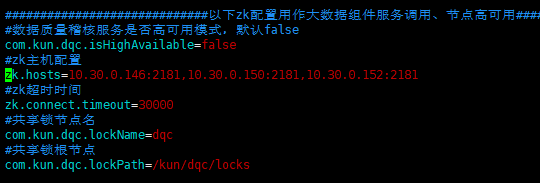 ############################以下zk配置用作大数据组件服务调用、节点高可用####
#数据质量稽核服务是否高可用模式，默认false
com.kun.dqc.isHighAvailable=false
#zk主机配置
zk.hosts=10.30.0.146:2181,10.30.0.150:2181,10.30.0.152:2181
#zk超时时间
zk.connect.timeout=30000
#共享锁节点名
com.kun.dqc.lockName=dqc
#共享锁根节点
com.kun.dqc.lockPath=/kun/dqc/locks